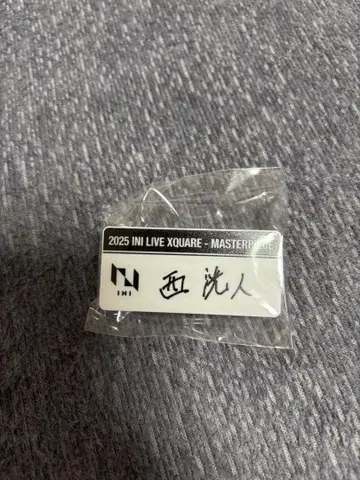 2025 INI LIVE XQUARE - MASTERPIECE
INI
西 洸人